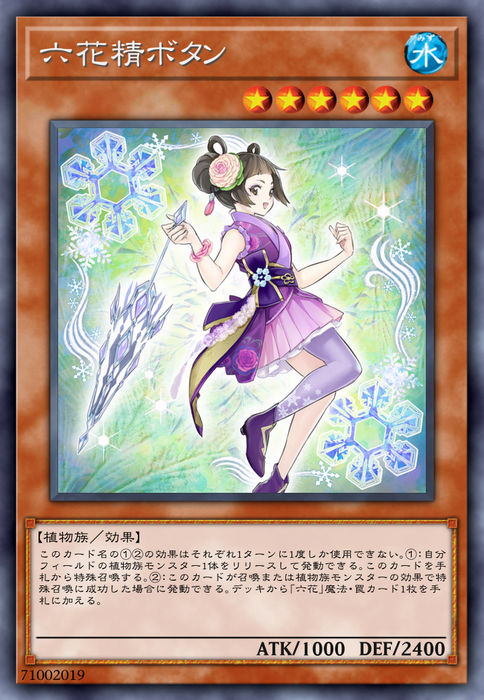 六花精ボタン
みず
水
【植物族／効果】
このカード名の①②の効果はそれぞれ1ターンに1度しか使用できない。①:自分
フィールドの植物族モンスター1体をリリースして発動できる。このカードを手
札から特殊召喚する。②:このカードが召喚または植物族モンスターの効果で特
殊召喚に成功した場合に発動できる。デッキから「六花」魔法・罠カード1枚を手
札に加える。
ATK/1000 DEF/2400
71002019